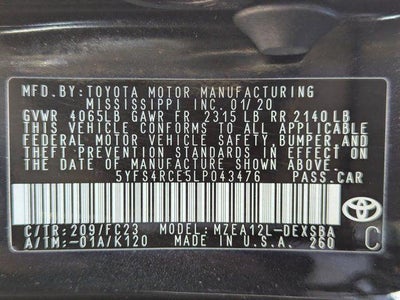 MFD.BY:TOYOTA MOTOR MANUFACTURING
MISSISSIPPI INC. 01/20
GVWR 4065LB GAWR FR 2315 LB RR 2140 LB
THIS VEHICLE CONFORMS TO ALL APPLICABLE
FEDERAL MOTOR VEHICLE SAFETY, BUMPER, AND
THEFT PREVENTION STANDARDS IN EFFECT ON
THE DATE OF MANUFACTURE SHOWN ABOVE.
5YFS4RCE5LP043476 PASS.CAR
C/TR:209/FC23 MODEL:MZEA12L-DEXSBA
A/TM:-01A/K120 MADE IN U.S.A. 260 C